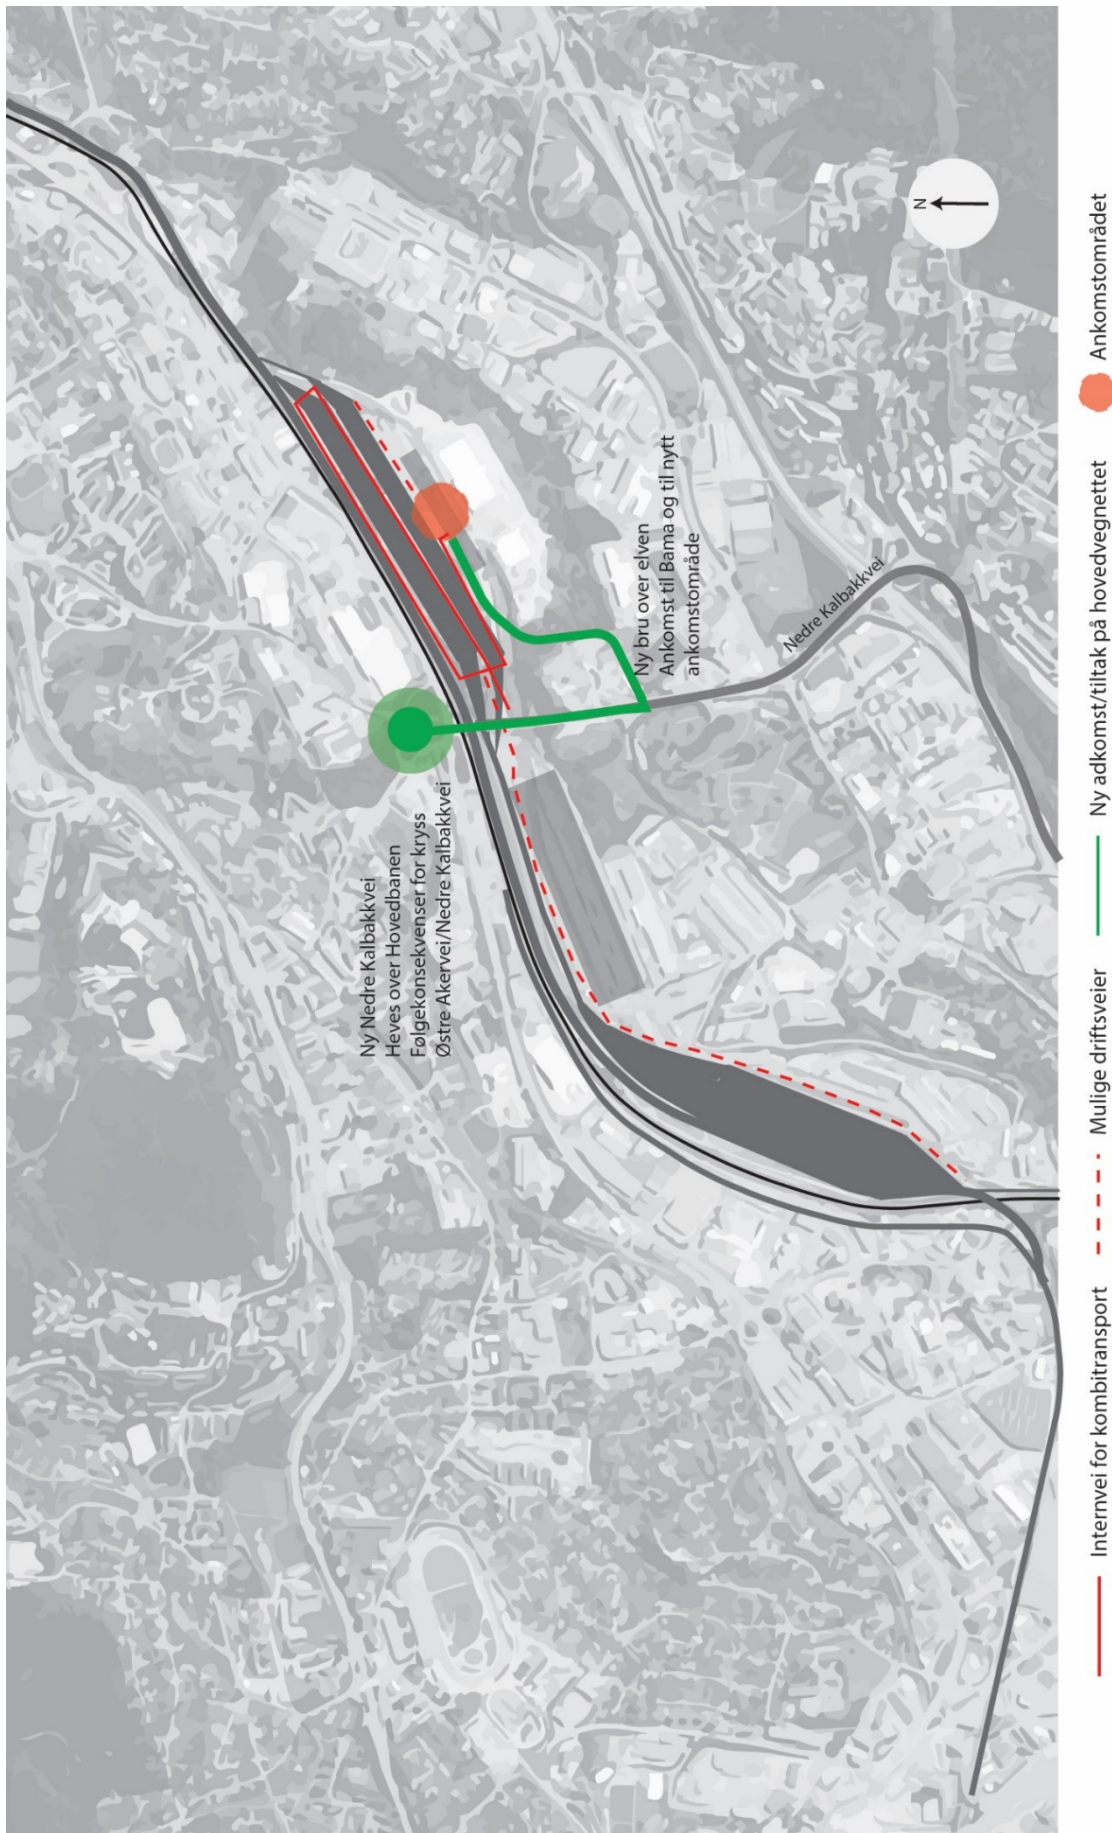 Ny Nedre Kalbakkvei
Heves over Hovedbanen
Følgekonsekvenser for kryss
Østre Akervei/Nedre Kalbakkvei
Ny bru over elven
Ankomst til Bama og til nytt
ankomstområde
Nedre Kalbakkvei
N
Internvei for kombitransport
Mulige driftsveier
Ny adkomst/tiltak på hovedvegnettet
Ankomstområdet